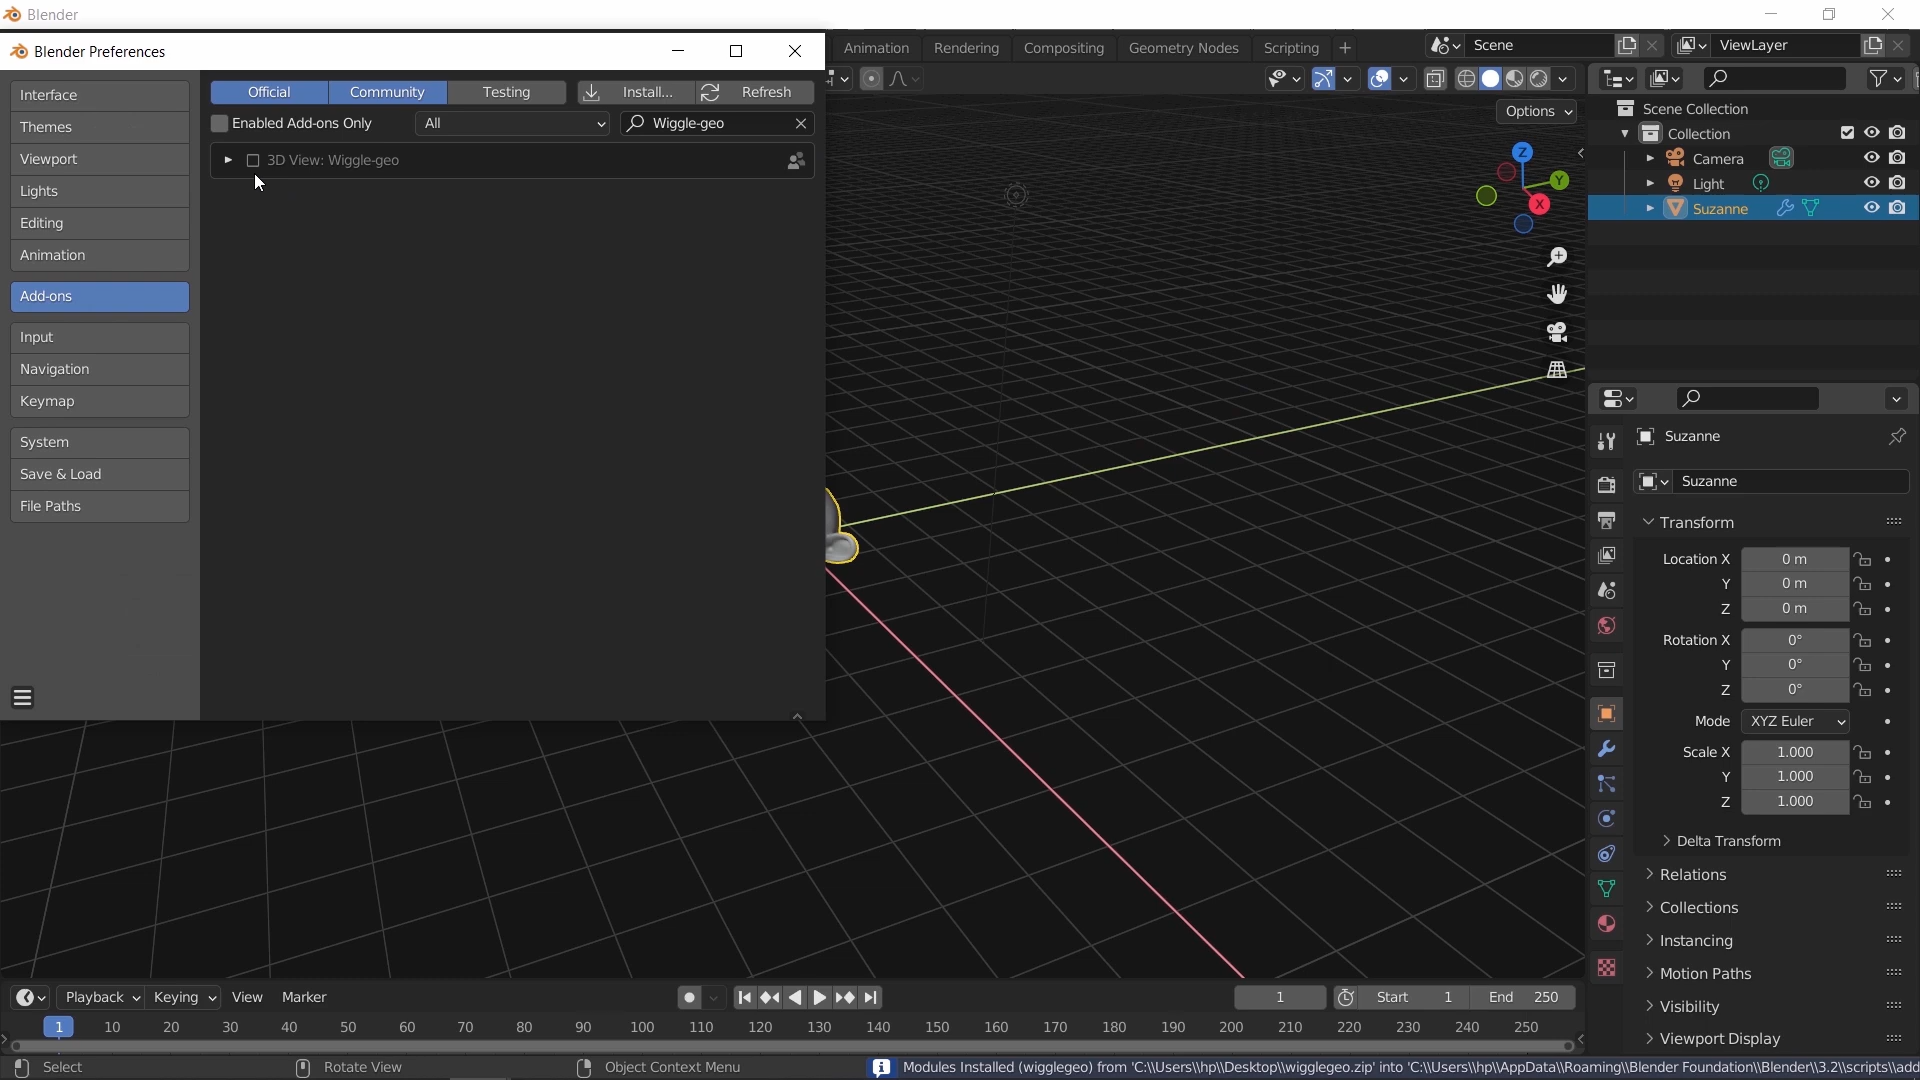 Blender
Blender Preferences
Animation Rendering Compositing Geometry Nodes Scripting Scene ViewLayer
Official Community Testing Install... Refresh
Enabled Add-ons Only All Wiggle-geo
3D View: Wiggle-geo
Interface
Themes
Viewport
Lights
Editing
Animation
Add-ons
Input
Navigation
Keymap
System
Save & Load
File Paths
Options
Z
Y
X
Scene Collection
Collection
Camera
Light
Suzanne
Suzanne
Suzanne
Transform
Location X 0 m
Y 0 m
Z 0 m
Rotation X 0°
Y 0°
Z 0°
Mode XYZ Euler
Scale X 1.000
Y 1.000
Z 1.000
Delta Transform
Relations
Collections
Instancing
Motion Paths
Visibility
Viewport Display
Playback Keying View Marker 1 Start 1 End 250
1 10 20 30 40 50 60 70 80 90 100 110 120 130 140 150 160 170 180 190 200 210 220 230 240 250
Select Rotate View Object Context Menu Modules Installed (wigglegeo) from 'C:\\Users\\hp\\Desktop\\wigglegeo.zip' into 'C:\\Users\\hp\\AppData\\Roaming\\Blender Foundation\\Blender\\3.2\\scripts\\add